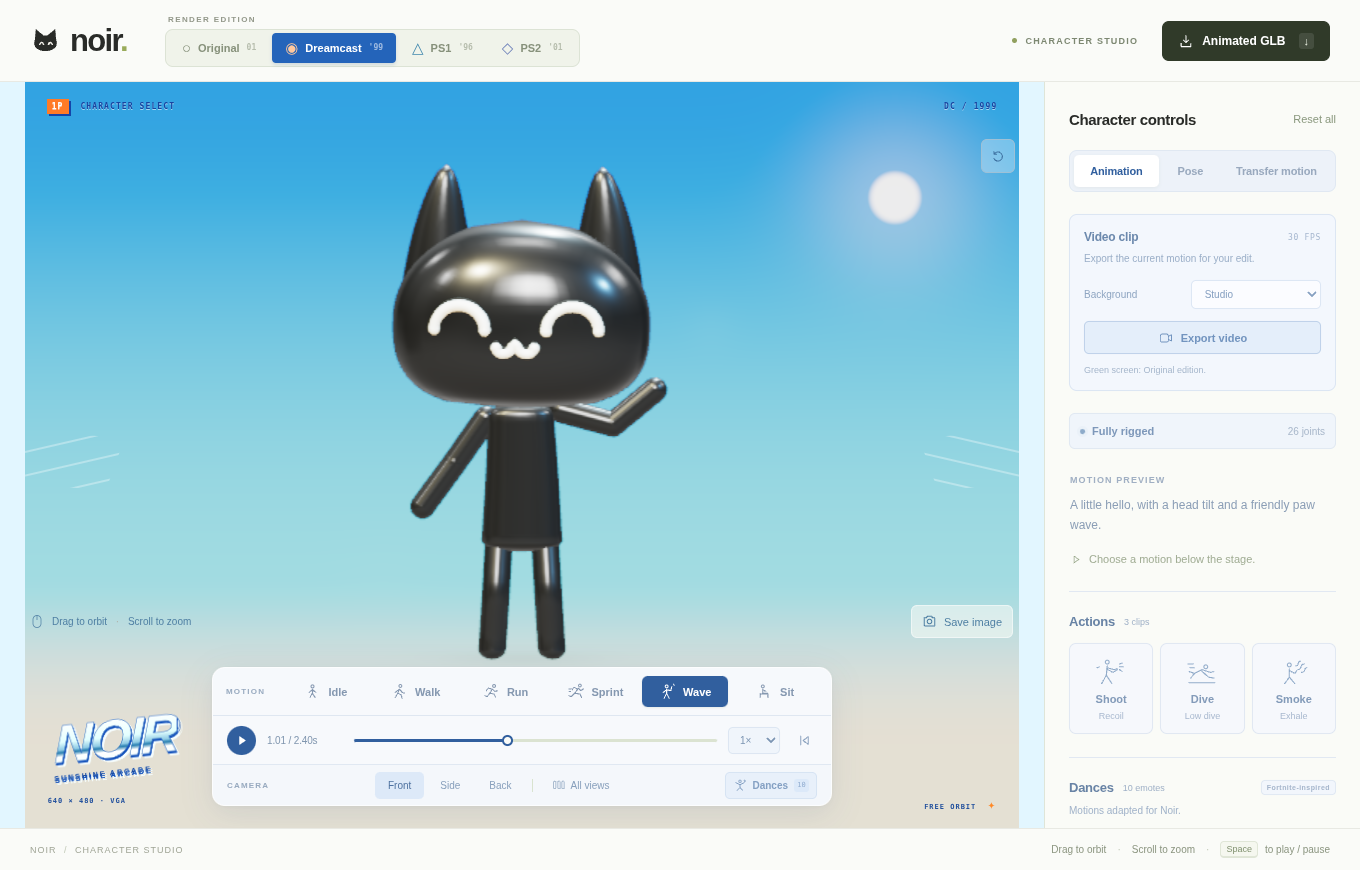 RENDER EDITION
noir.
Original 01
Dreamcast '99
PS1 '96
PS2 '01
CHARACTER STUDIO
Animated GLB ↓
1P CHARACTER SELECT
DC / 1999
Character controls
Reset all
Animation
Pose
Transfer motion
Video clip
30 FPS
Export the current motion for your edit.
Background
Studio
Export video
Green screen: Original edition.
Fully rigged
26 joints
MOTION PREVIEW
A little hello, with a head tilt and a friendly paw
wave.
Choose a motion below the stage.
Drag to orbit · Scroll to zoom
Save image
Actions 3 clips
Shoot
Recoil
Dive
Low dive
Smoke
Exhale
MOTION
Idle
Walk
Run
Sprint
Wave
Sit
1.01 / 2.40s
1×
CAMERA
Front
Side
Back
All views
Dances 10
NOIR
SUNSHINE ARCADE
640 × 480 · VGA
FREE ORBIT
Dances 10 emotes
Fortnite-inspired
Motions adapted for Noir.
NOIR / CHARACTER STUDIO
Drag to orbit · Scroll to zoom · Space to play / pause